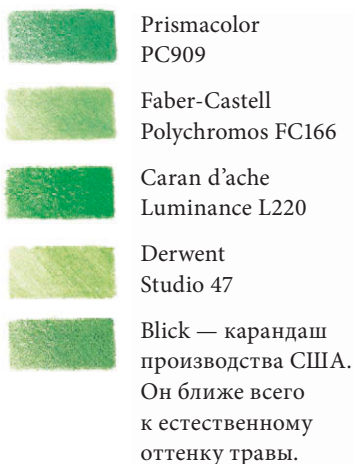 Prismacolor
PC909
Faber-Castell
Polychromos FC166
Caran d’ache
Luminance L220
Derwent
Studio 47
Blick — карандаш
производства США.
Он ближе всего
к естественному
оттенку травы.